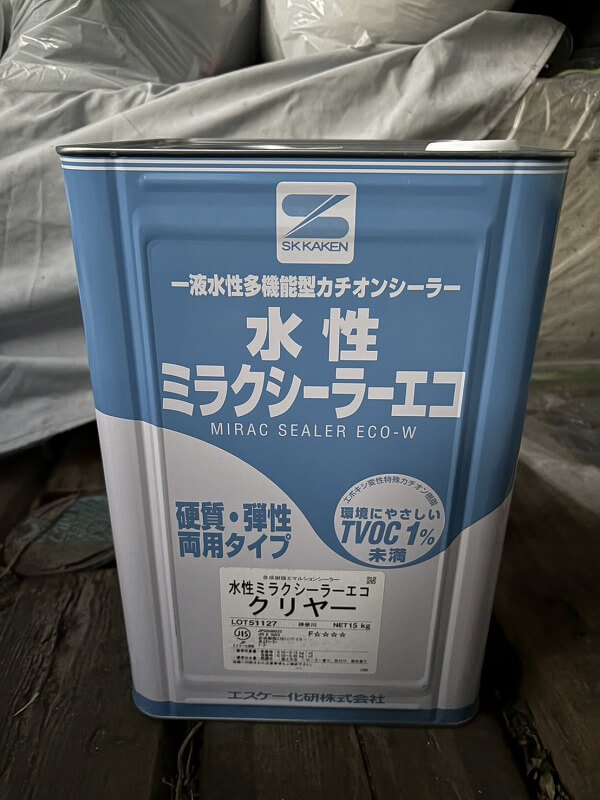 SK KAKEN
一液水性多機能型カチオンシーラー
水性
ミラクシーラーエコ
MIRAC SEALER ECO-W
エポキシ変性特殊カチオン樹脂
環境にやさしい
TVOC 1%
未満
硬質・弾性
両用タイプ
合成樹脂エマルションシーラー
水性ミラクシーラーエコ
クリヤー
LOT51127 神奈川 NET15 kg
JIS F☆☆☆☆
エスケー化研株式会社